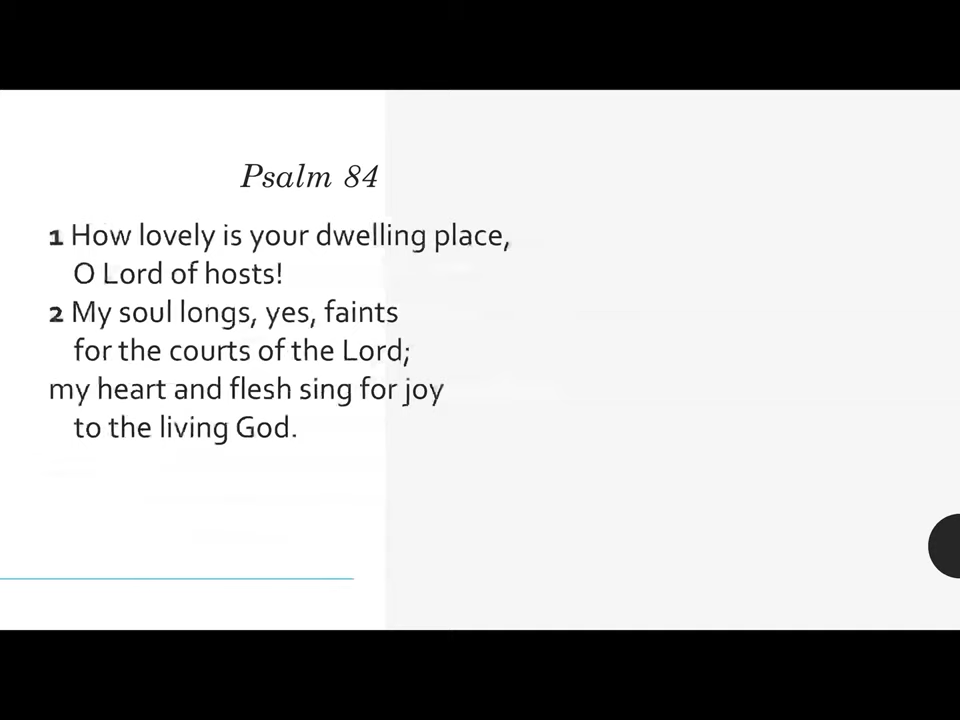 Psalm 84
1 How lovely is your dwelling place,
O Lord of hosts!
2 My soul longs, yes, faints
for the courts of the Lord;
my heart and flesh sing for joy
to the living God.